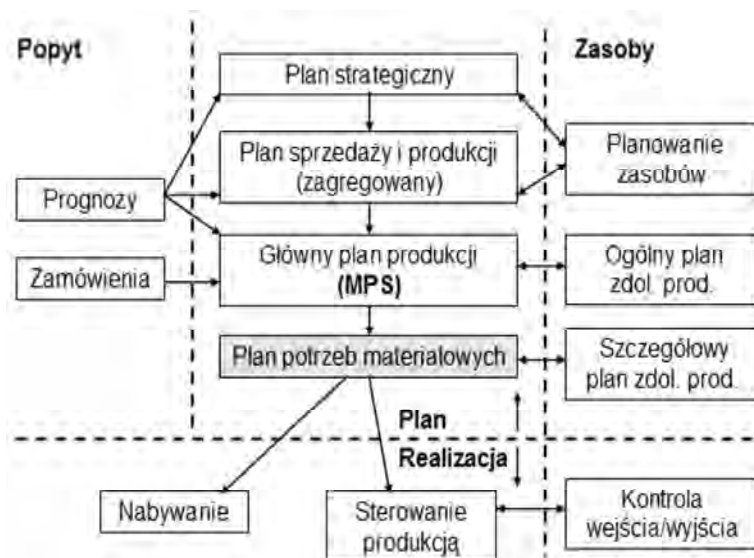 Popyt
Zasoby
Plan strategiczny
Plan sprzedaży i produkcji
(zagregowany)
Planowanie
zasobów
Prognozy
Główny plan produkcji
(MPS)
Ogólny plan
zdol. prod.
Zamówienia
Plan potrzeb materialowych
Szczegółowy
plan zdol. prod.
Plan
Realizacja
Nabywanie
Sterowanie
produkcją
Kontrola
wejścia/wyjścia